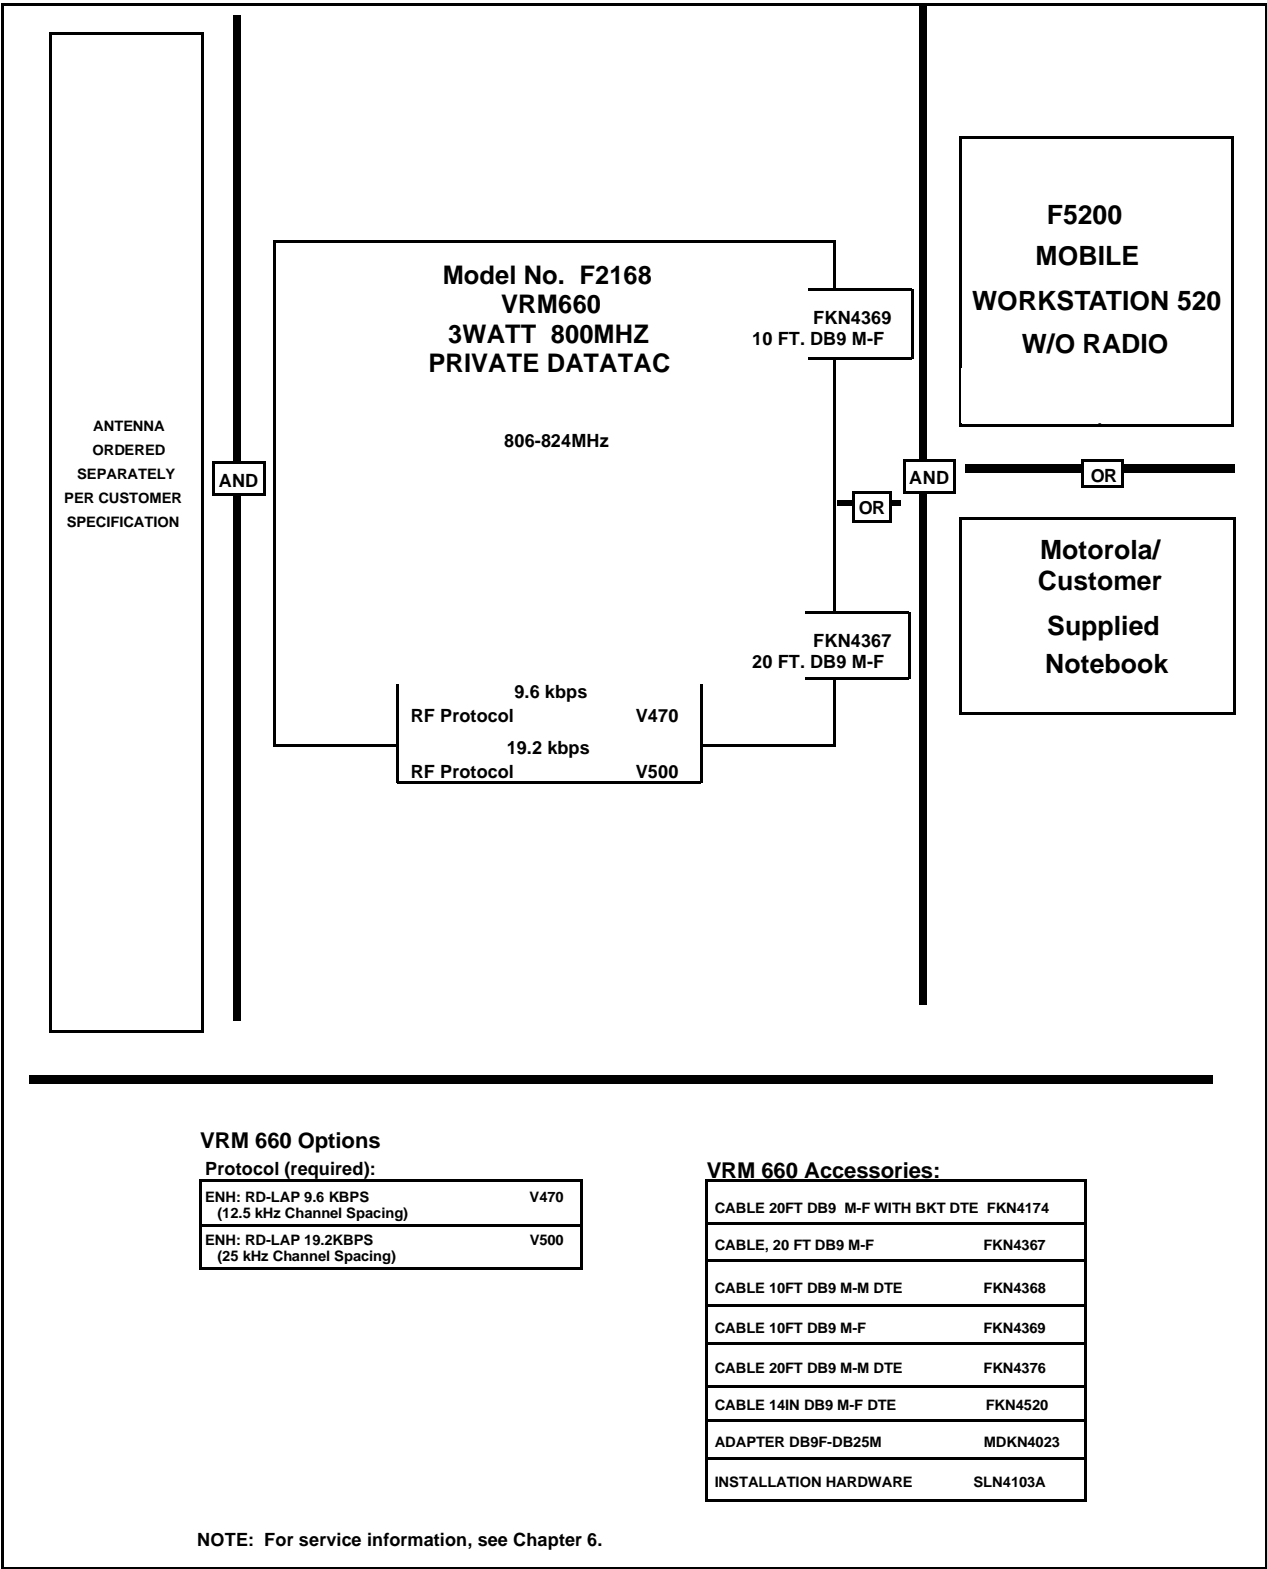 ANTENNA
ORDERED
SEPARATELY
PER CUSTOMER
SPECIFICATION
AND
Model No. F2168
VRM660
3WATT 800MHZ
PRIVATE DATATAC
806-824MHz
FKN4369
10 FT. DB9 M-F
OR
FKN4367
20 FT. DB9 M-F
9.6 kbps
RF Protocol V470
19.2 kbps
RF Protocol V500
AND
F5200
MOBILE
WORKSTATION 520
W/O RADIO
OR
Motorola/
Customer
Supplied
Notebook
VRM 660 Options
Protocol (required):
ENH: RD-LAP 9.6 KBPS V470
(12.5 kHz Channel Spacing)
ENH: RD-LAP 19.2KBPS V500
(25 kHz Channel Spacing)
VRM 660 Accessories:
CABLE 20FT DB9 M-F WITH BKT DTE FKN4174
CABLE, 20 FT DB9 M-F FKN4367
CABLE 10FT DB9 M-M DTE FKN4368
CABLE 10FT DB9 M-F FKN4369
CABLE 20FT DB9 M-M DTE FKN4376
CABLE 14IN DB9 M-F DTE FKN4520
ADAPTER DB9F-DB25M MDKN4023
INSTALLATION HARDWARE SLN4103A
NOTE: For service information, see Chapter 6.